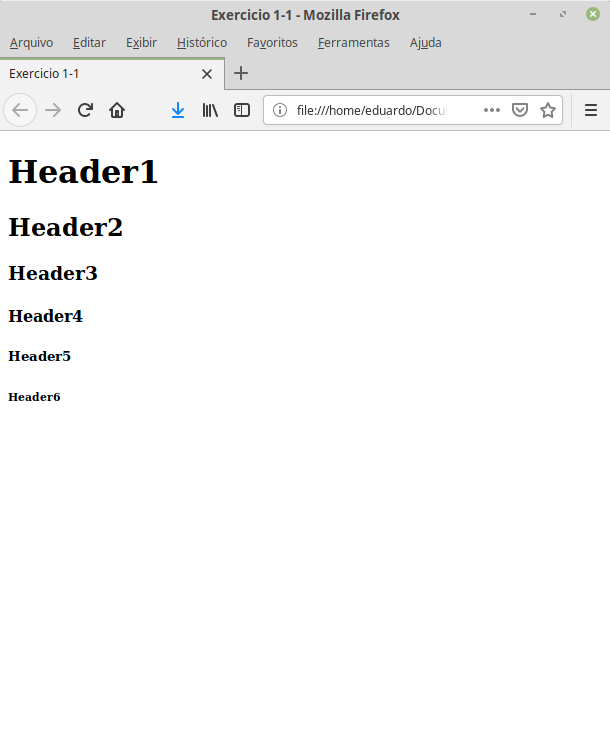 Exercicio 1-1 - Mozilla Firefox
Arquivo Editar Exibir Histórico Favoritos Ferramentas Ajuda
Exercicio 1-1
file:///home/eduardo/Docu
Header1
Header2
Header3
Header4
Header5
Header6